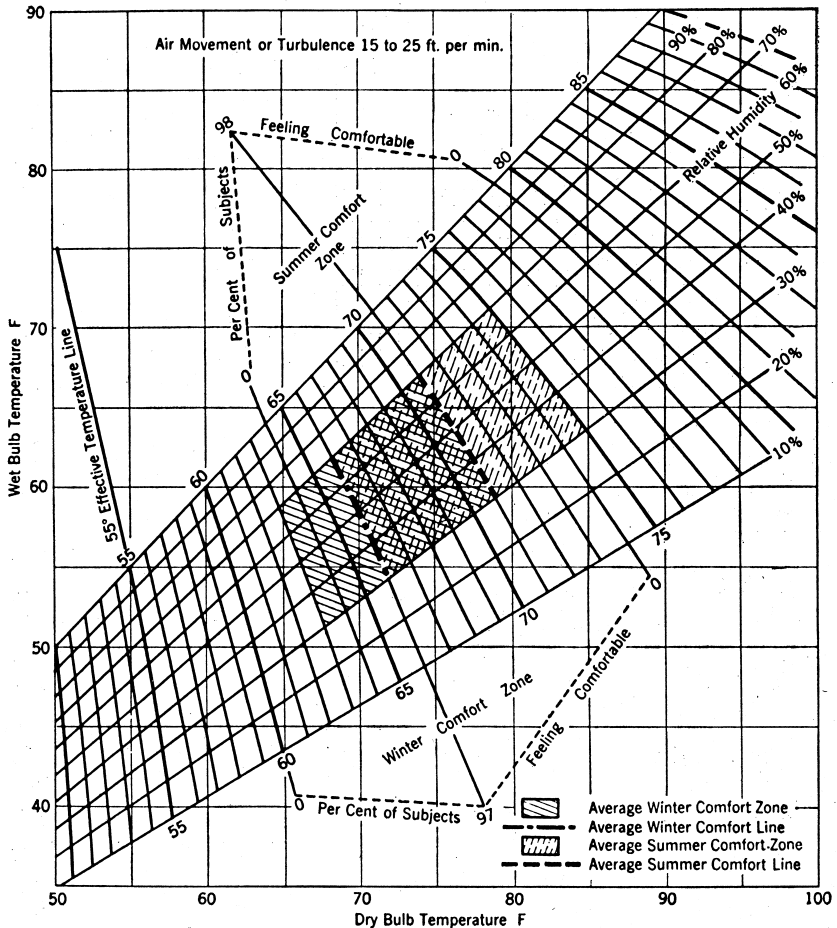 90
Air Movement or Turbulence 15 to 25 ft. per min.
90%
80%
70%
60%
50%
40%
30%
20%
10%
Relative Humidity
85
80
75
70
65
60
55
98
Feeling Comfortable
0
Per Cent of Subjects
0
Summer Comfort
Zone
80
70
60
50
40
Wet Bulb Temperature F
55° Effective Temperature Line
75
70
65
60
55
0
Feeling Comfortable
Winter Comfort Zone
0
Per Cent of Subjects
97
Average Winter Comfort Zone
Average Winter Comfort Line
Average Summer Comfort Zone
Average Summer Comfort Line
50
60
70
80
90
100
Dry Bulb Temperature F